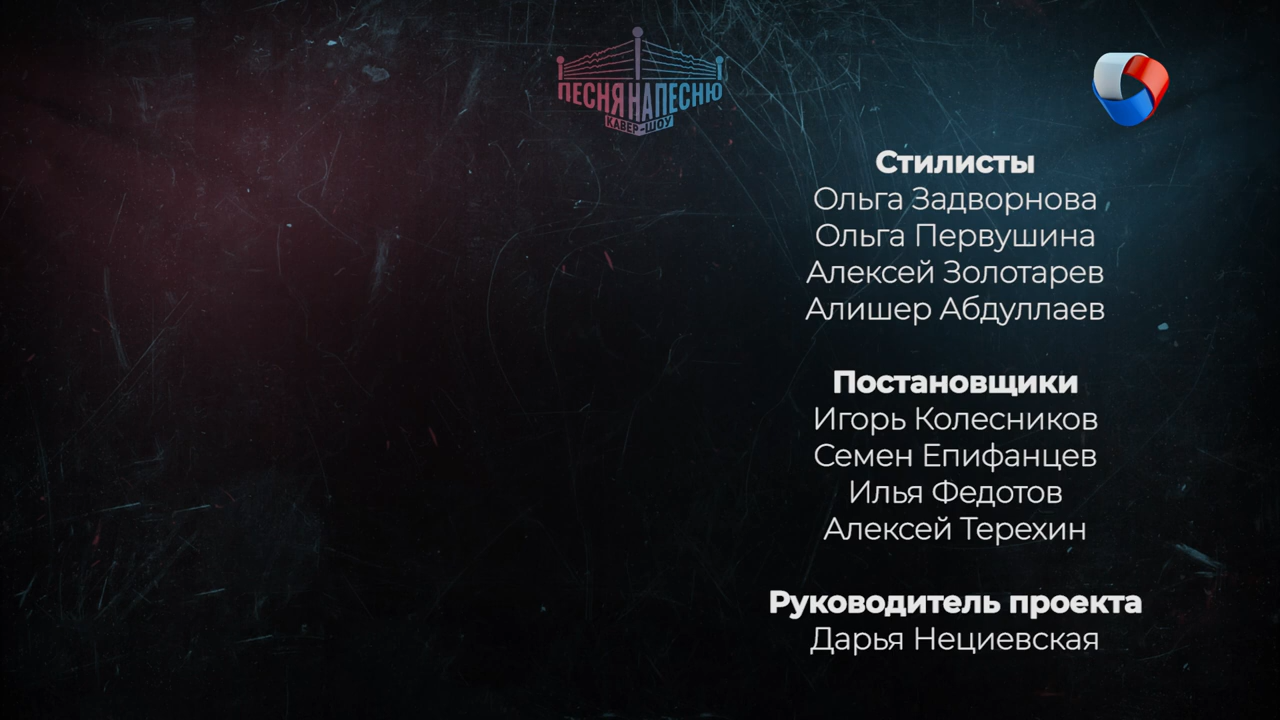 ПЕСНЯ НА ПЕСНЮ
КАВЕР-ШОУ
Стилисты
Ольга Задворнова
Ольга Первушина
Алексей Золотарев
Алишер Абдуллаев
Постановщики
Игорь Колесников
Семен Епифанцев
Илья Федотов
Алексей Терехин
Руководитель проекта
Дарья Нециевская